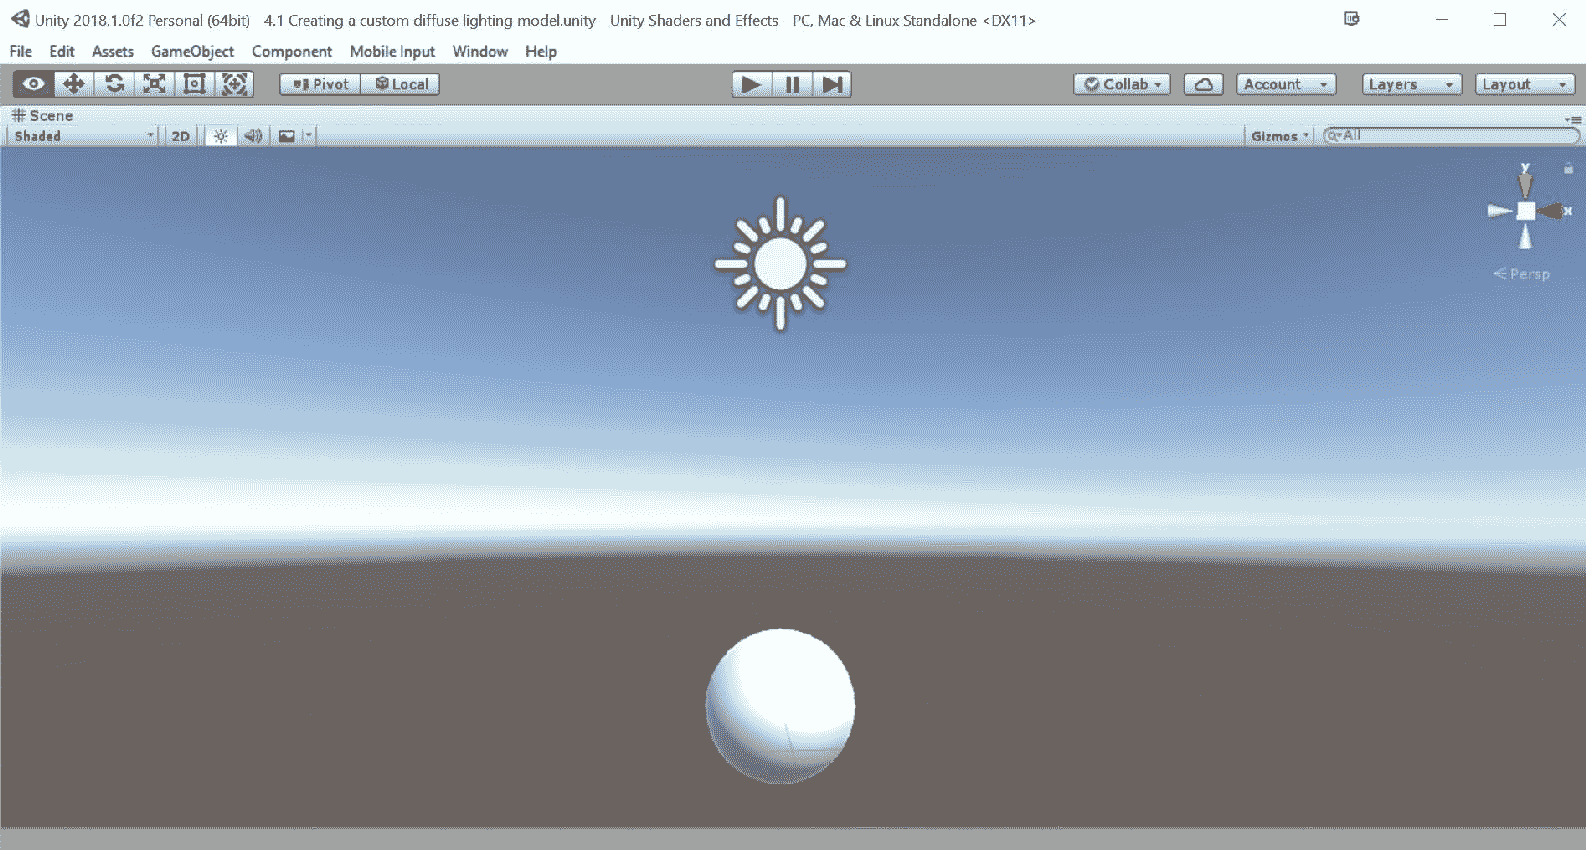 Unity 2018.1.0f2 Personal (64bit) - 4.1 Creating a custom diffuse lighting model.unity - Unity Shaders and Effects - PC, Mac & Linux Standalone <DX11>
File Edit Assets GameObject Component Mobile Input Window Help
Pivot Local Collab Account Layers Layout
Scene
Shaded 2D Gizmos All
y
x
Persp